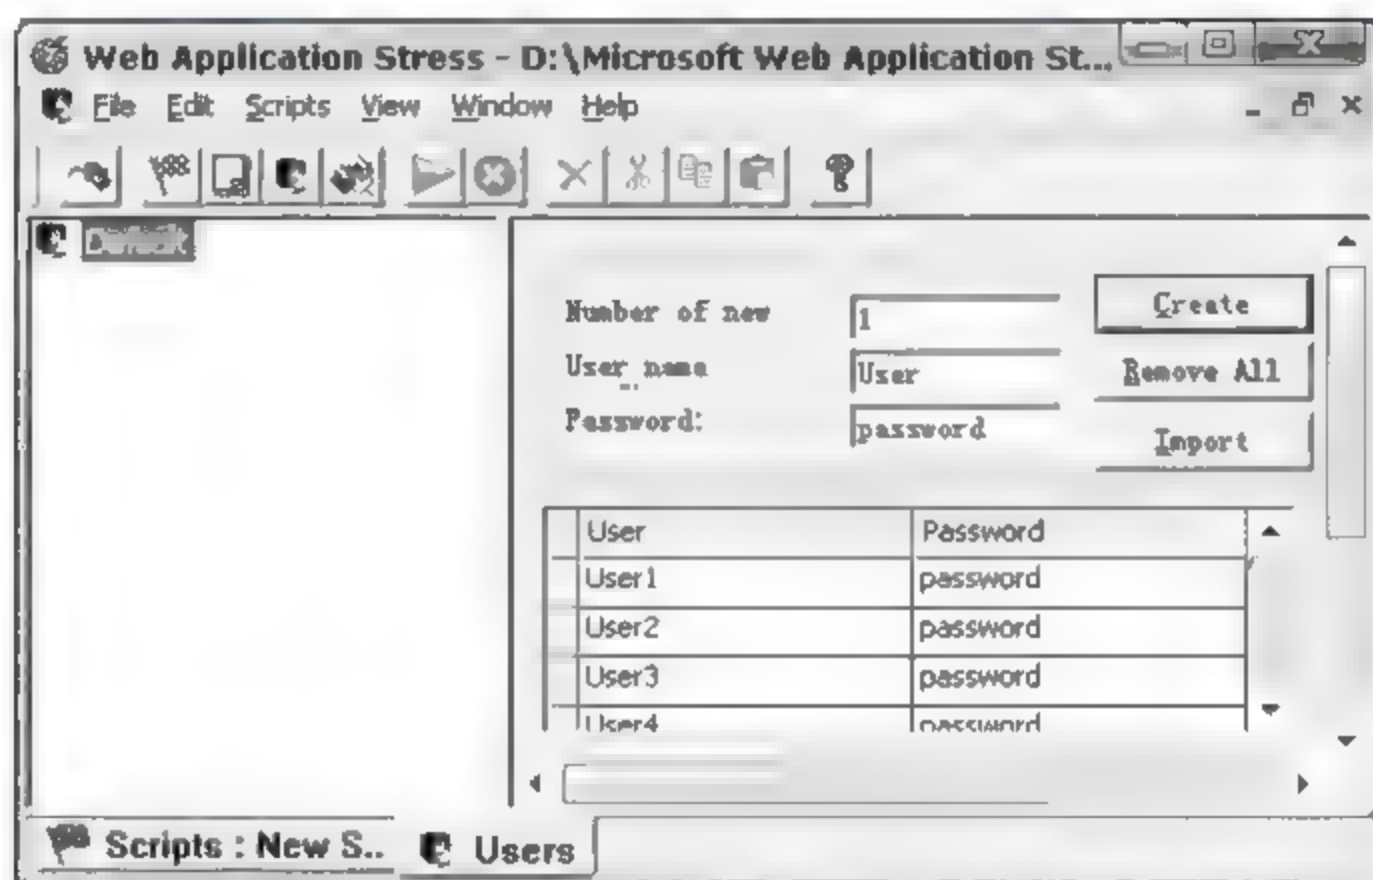 Web Application Stress - D:\Microsoft Web Application St...
File Edit Scripts View Window Help
Number of new 1 Create
User name User Remove All
Password: password Import
User Password
User1 password
User2 password
User3 password
User4 password
Scripts : New S.. Users